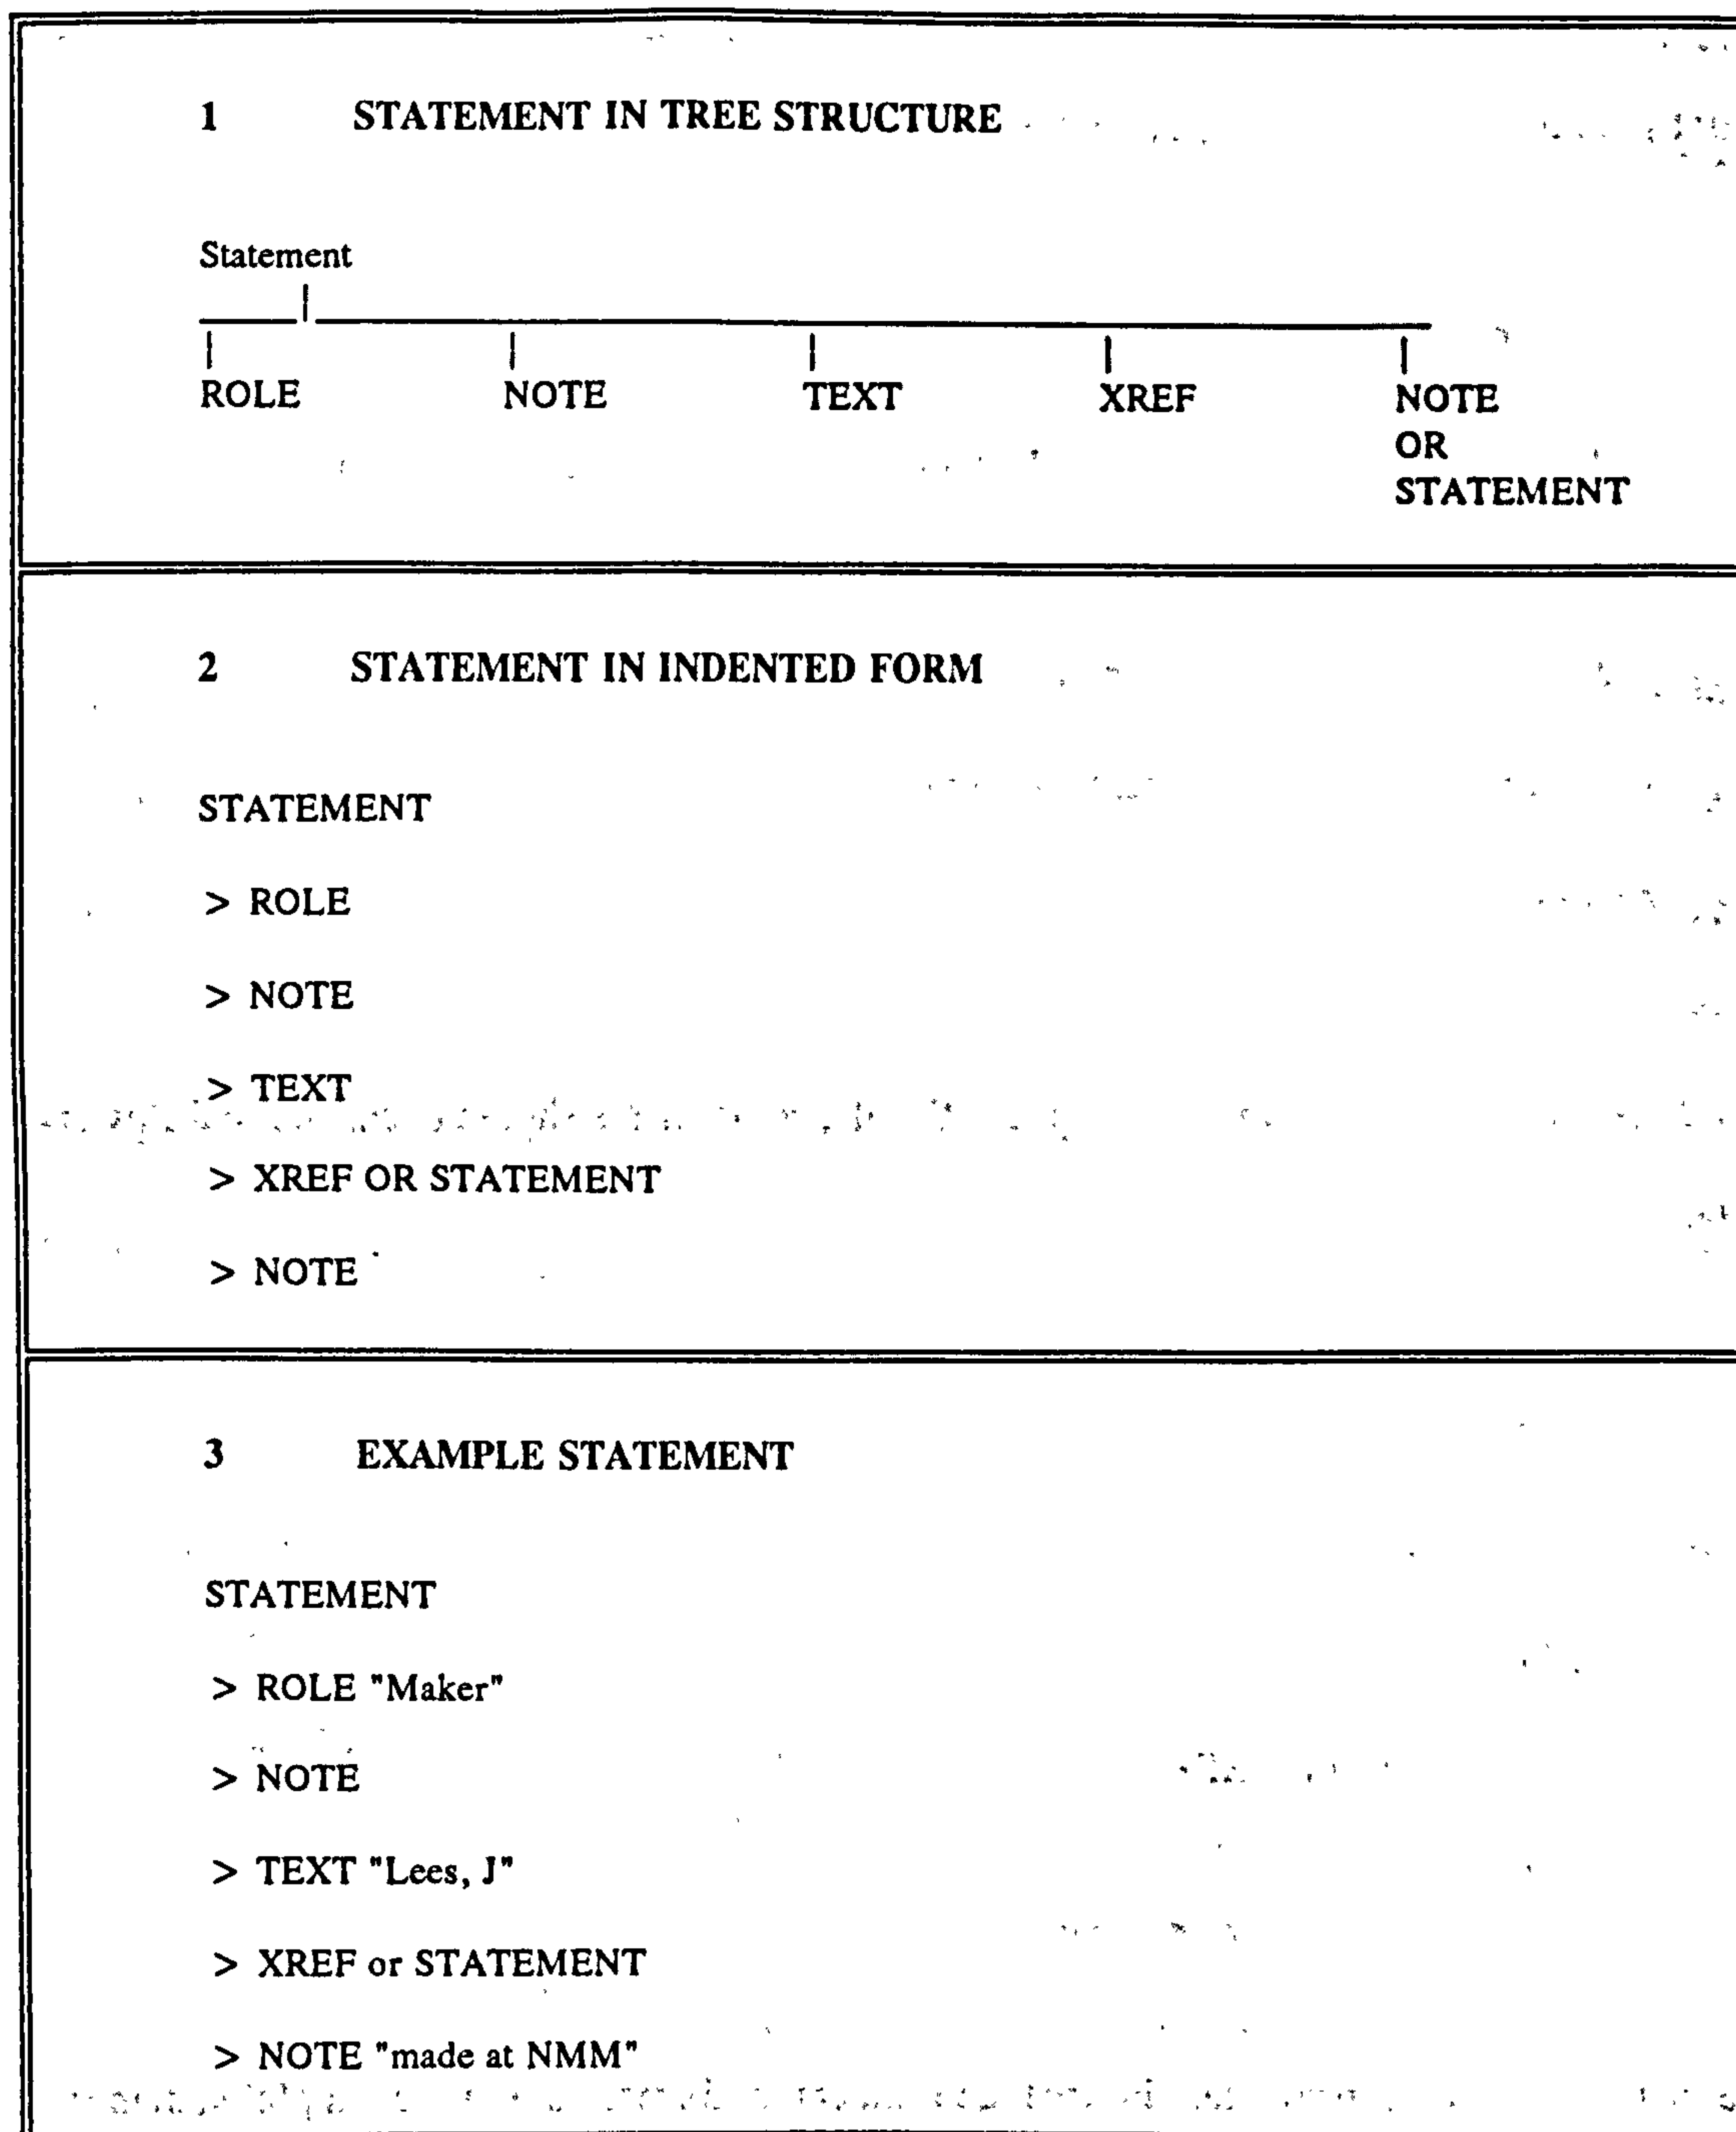 1 STATEMENT IN TREE STRUCTURE
Statement
ROLE NOTE TEXT XREF NOTE
OR
STATEMENT
2 STATEMENT IN INDENTED FORM
STATEMENT
> ROLE
> NOTE
> TEXT
> XREF OR STATEMENT
> NOTE
3 EXAMPLE STATEMENT
STATEMENT
> ROLE "Maker"
> NOTE
> TEXT "Lees, J"
> XREF or STATEMENT
> NOTE "made at NMM"